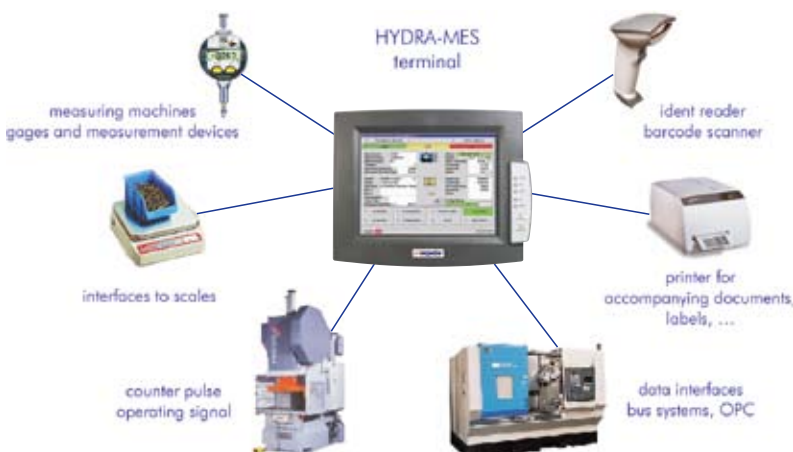 HYDRA-MES
terminal
measuring machines
gages and measurement devices
ident reader
barcode scanner
interfaces to scales
printer for
accompanying documents,
labels, ...
counter pulse
operating signal
data interfaces
bus systems, OPC